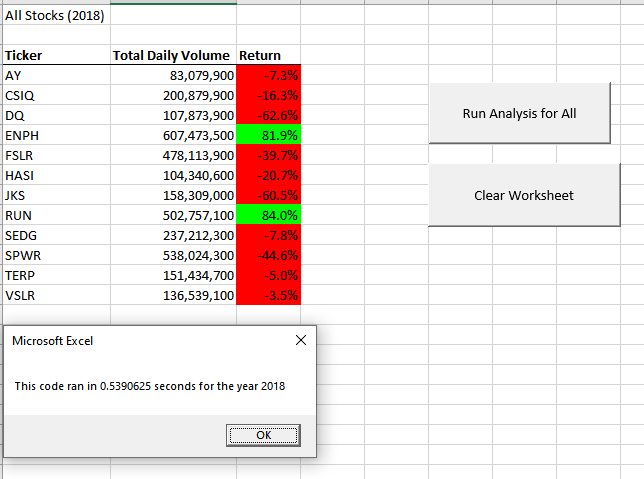 All Stocks (2018)
Ticker Total Daily Volume Return
AY 83,079,900 -7.3%
CSIQ 200,879,900 -16.3%
DQ 107,873,900 -62.6%
ENPH 607,473,500 81.9%
FSLR 478,113,900 -39.7%
HASI 104,340,600 -20.7%
JKS 158,309,000 -60.5%
RUN 502,757,100 84.0%
SEDG 237,212,300 -7.8%
SPWR 538,024,300 -44.6%
TERP 151,434,700 -5.0%
VSLR 136,539,100 -3.5%
Run Analysis for All
Clear Worksheet
Microsoft Excel
This code ran in 0.5390625 seconds for the year 2018
OK